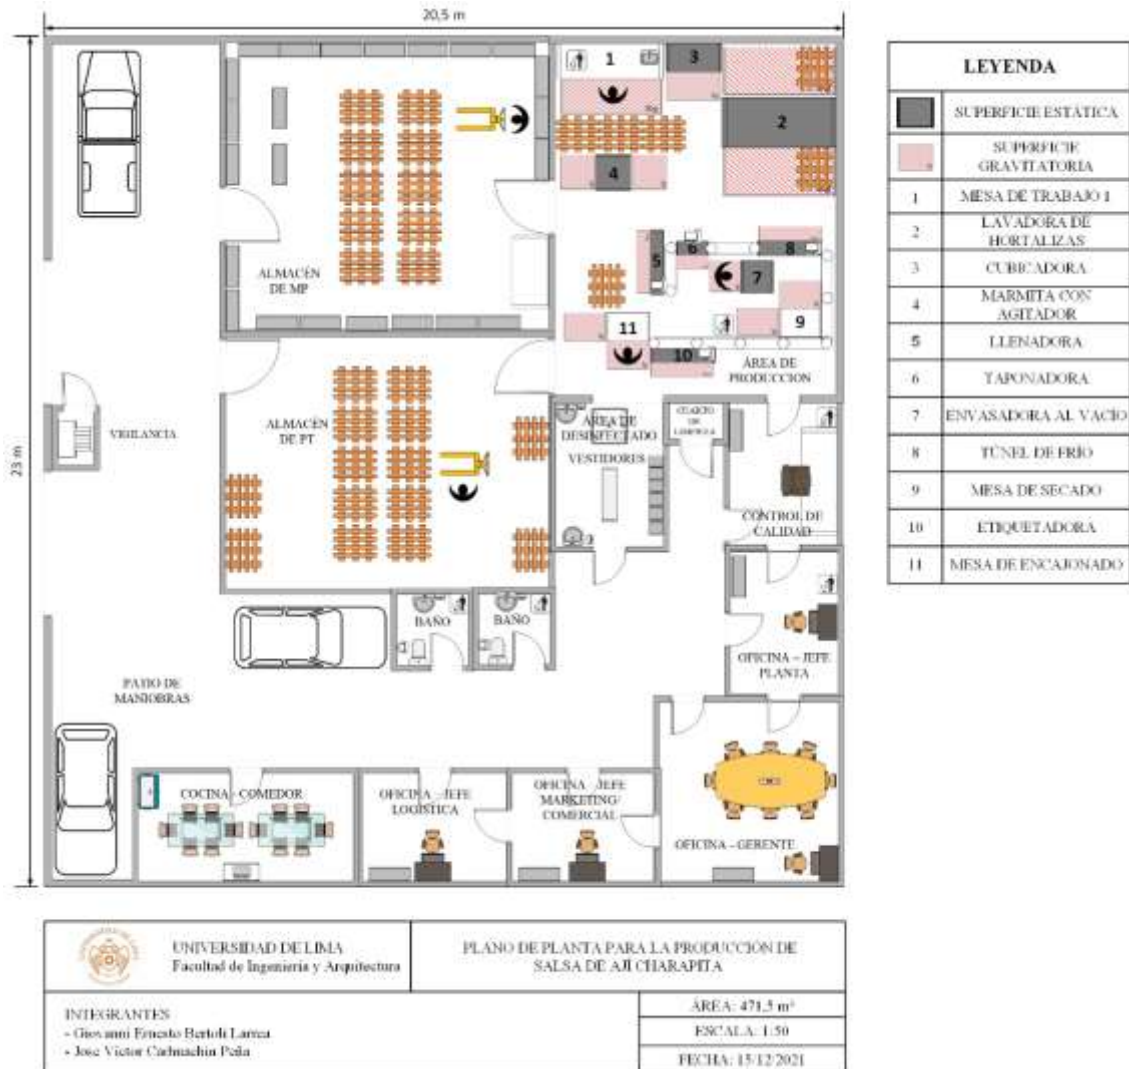 20,5 m
23 m
1
3
2
4
5
6
8
7
9
11
10
ALMACÉN
DE MP
ÁREA DE
PRODUCCION
ALMACÉN
DE PT
VIGILANCIA
ÁREA DE
DESINFECTADO
VESTIDORES
CUARTO
DE
LIMPIEZA
CONTROL DE
CALIDAD
BAÑO
BAÑO
OFICINA – JEFE
PLANTA
PATIO DE
MANIOBRAS
COCINA - COMEDOR
OFICINA – JEFE
LOGÍSTICA
OFICINA – JEFE
MARKETING/
COMERCIAL
OFICINA - GERENTE
LEYENDA
SUPERFICIE ESTÁTICA
SUPERFICIE
GRAVITATORIA
1 MESA DE TRABAJO 1
2 LAVADORA DE
HORTALIZAS
3 CUBICADORA
4 MARMITA CON
AGITADOR
5 LLENADORA
6 TAPONADORA
7 ENVASADORA AL VACÍO
8 TÚNEL DE FRÍO
9 MESA DE SECADO
10 ETIQUETADORA
11 MESA DE ENCAJONADO
UNIVERSIDAD DE LIMA
Facultad de Ingeniería y Arquitectura
PLANO DE PLANTA PARA LA PRODUCCIÓN DE
SALSA DE AJÍ CHARAPITA
INTEGRANTES
- Giovanni Ernesto Bertoli Larrea
- Jose Victor Carhuachin Peña
ÁREA: 471,5 m²
ESCALA: 1:50
FECHA: 15/12/2021